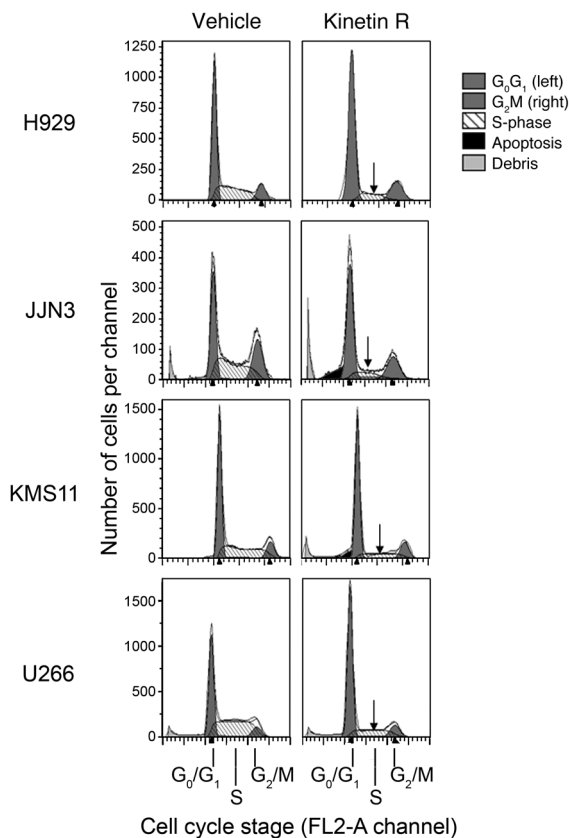 Vehicle
Kinetin R
H929
1250
1000
750
500
250
0
G0G1 (left)
G2M (right)
S-phase
Apoptosis
Debris
JJN3
500
400
300
200
100
0
Number of cells per channel
KMS11
1500
1000
500
0
U266
1500
1000
500
0
G0/G1
S
G2/M
G0/G1
S
G2/M
Cell cycle stage (FL2-A channel)